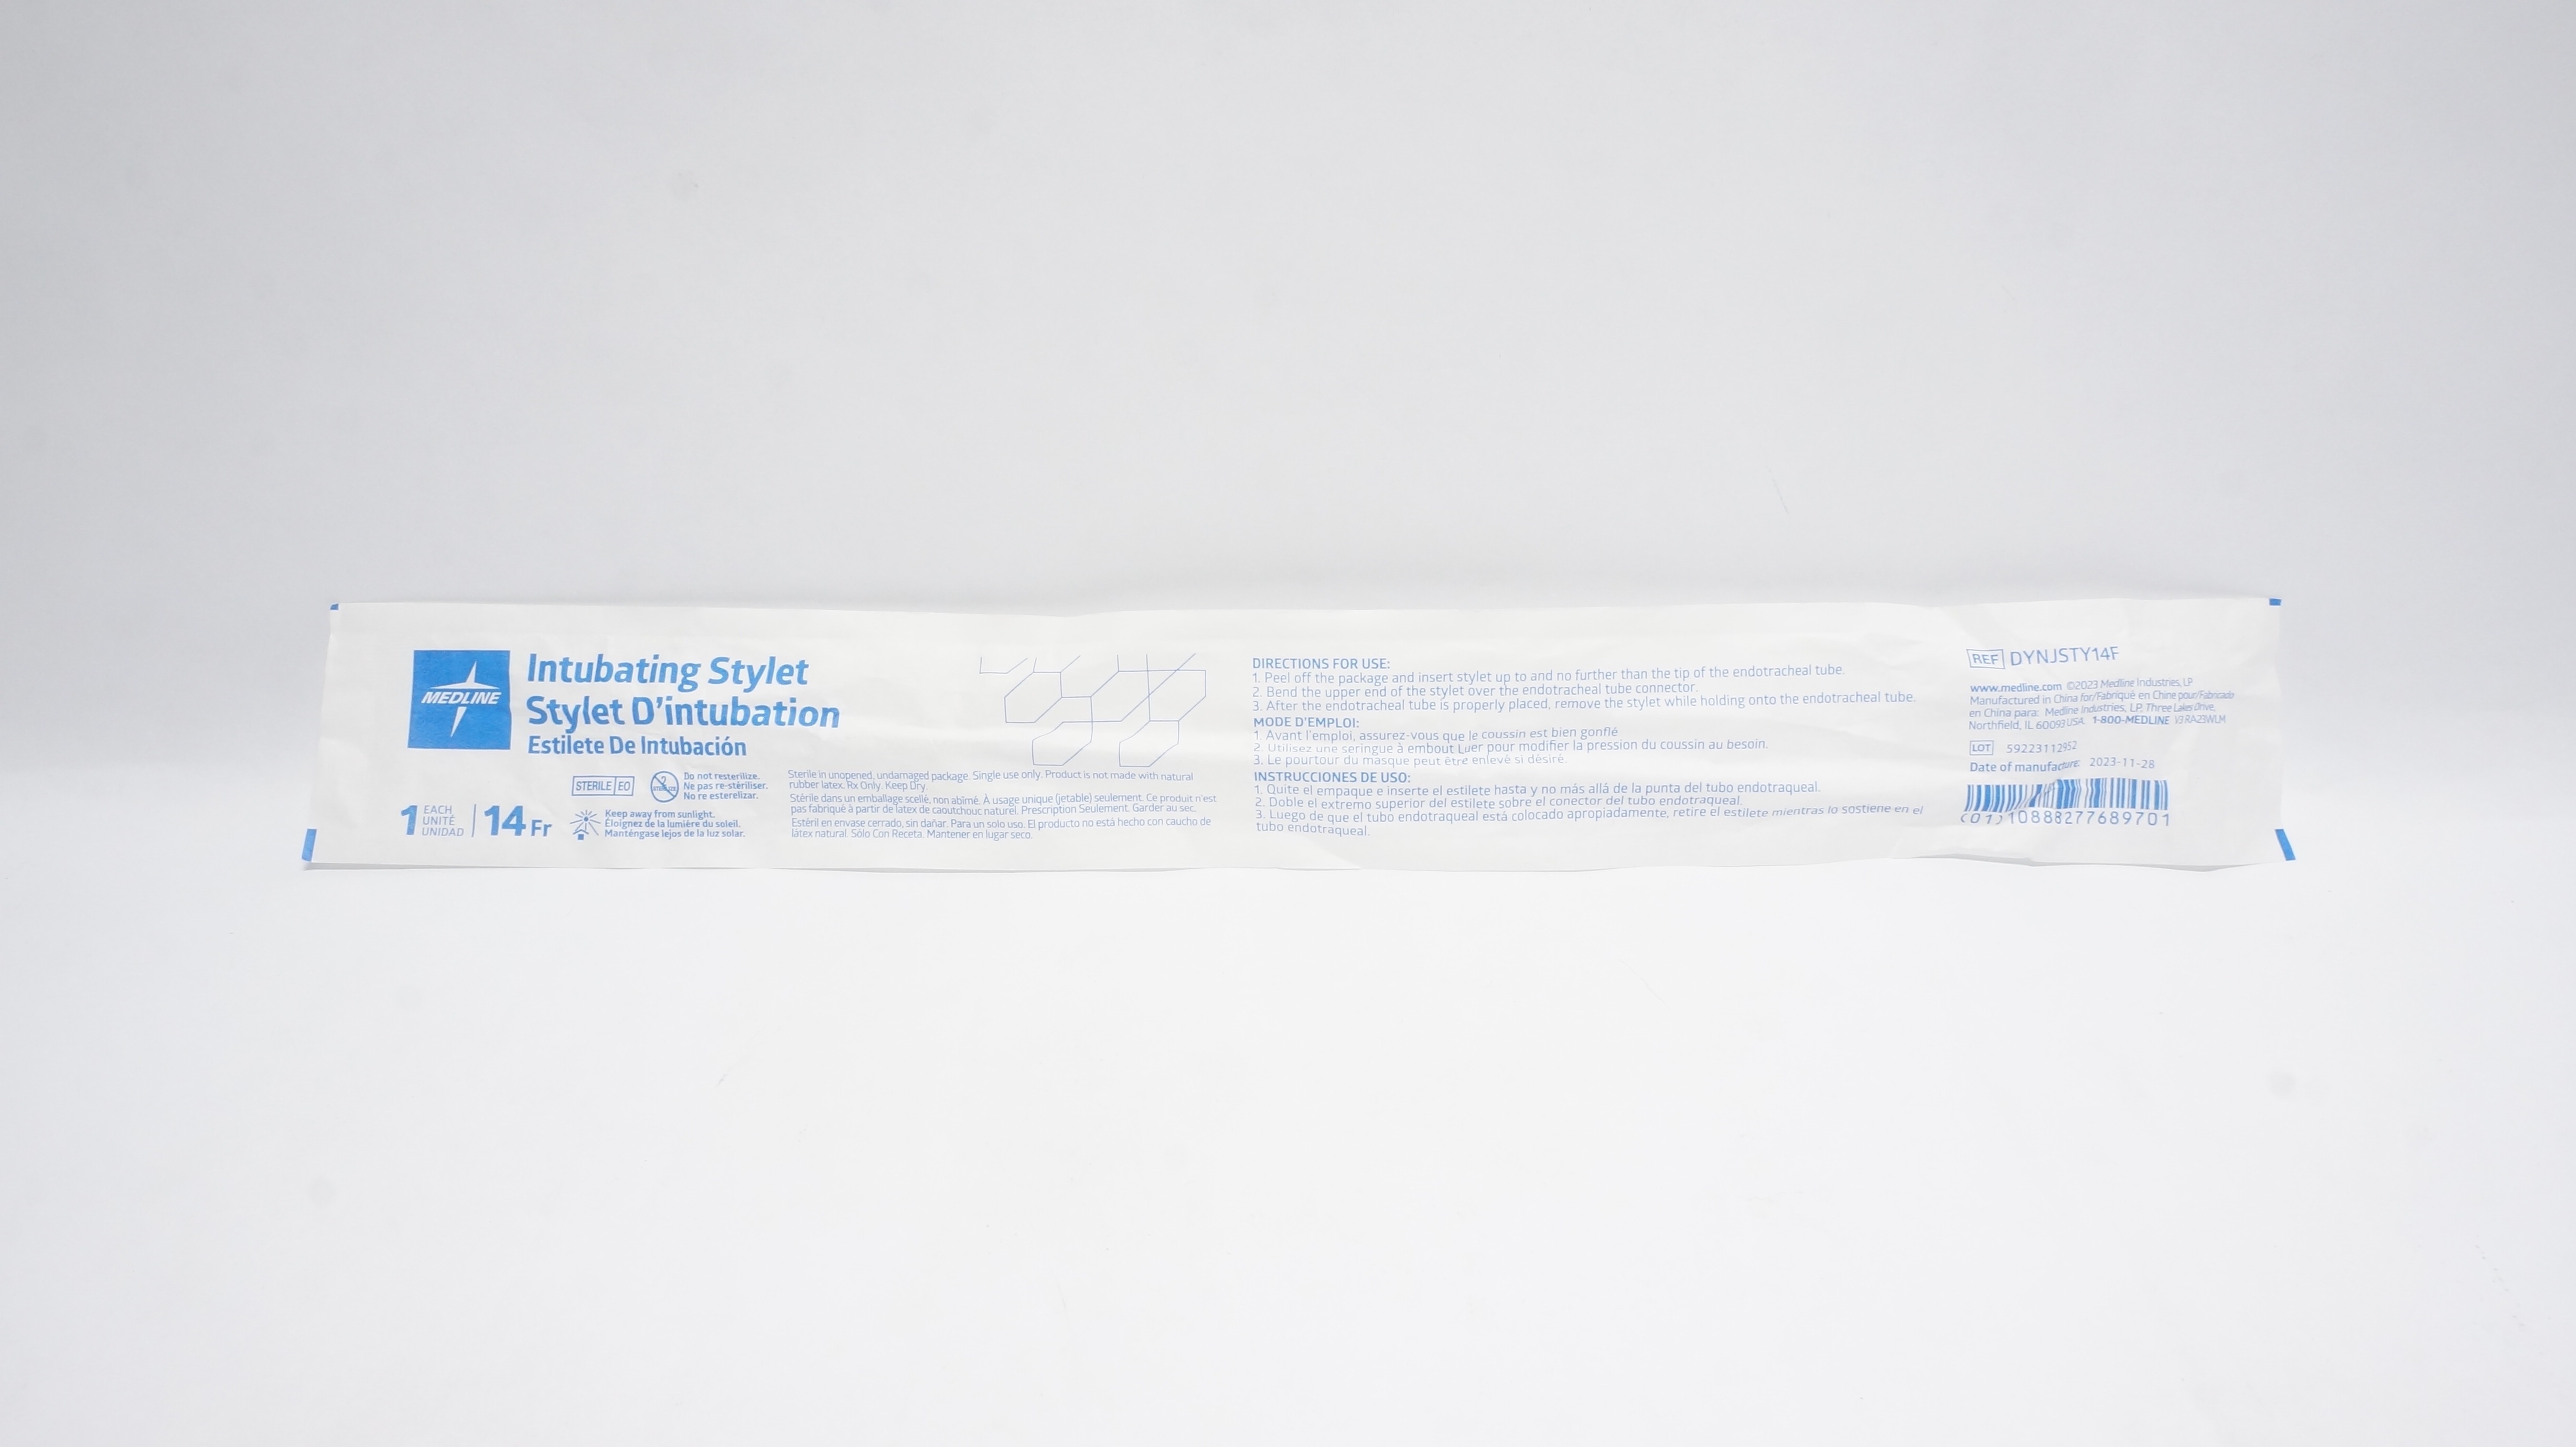 MEDLINE
Intubating Stylet
Stylet D'intubation
Estilete De Intubación
1 EACH
UNITÉ
UNIDAD
14 Fr
STERILE EO
Do not resterilize.
Ne pas re-stériliser.
No re esterelizar.
Keep away from sunlight.
Éloignez de la lumière du soleil.
Manténgase lejos de la luz solar.
Sterile in unopened, undamaged package. Single use only. Product is not made with natural
rubber latex. Rx Only. Keep Dry.
Stérile dans un emballage scellé, non abîmé. À usage unique (jetable) seulement. Ce produit n'est
pas fabriqué à partir de latex de caoutchouc naturel. Prescription Seulement. Garder au sec.
Estéril en envase cerrado, sin dañar. Para un solo uso. El producto no está hecho con caucho de
látex natural. Sólo Con Receta. Mantener en lugar seco.
DIRECTIONS FOR USE:
1. Peel off the package and insert stylet up to and no further than the tip of the endotracheal tube.
2. Bend the upper end of the stylet over the endotracheal tube connector.
3. After the endotracheal tube is properly placed, remove the stylet while holding onto the endotracheal tube.
MODE D'EMPLOI:
1. Avant l'emploi, assurez-vous que le coussin est bien gonflé
2. Utilisez une seringue à embout Luer pour modifier la pression du coussin au besoin.
3. Le pourtour du masque peut être enlevé si désiré.
INSTRUCCIONES DE USO:
1. Quite el empaque e inserte el estilete hasta y no más allá de la punta del tubo endotraqueal.
2. Doble el extremo superior del estilete sobre el conector del tubo endotraqueal.
3. Luego de que el tubo endotraqueal está colocado apropiadamente, retire el estilete mientras lo sostiene en el
tubo endotraqueal.
REF DYNJSTY14F
www.medline.com ©2023 Medline Industries, LP
Manufactured in China for/Fabriqué en Chine pour/Fabricado
en China para: Medline Industries, LP, Three Lakes Drive,
Northfield, IL 60093 USA. 1-800-MEDLINE V3 RA23WLM
LOT 59223112952
Date of manufacture: 2023-11-28
(01)10888277689701